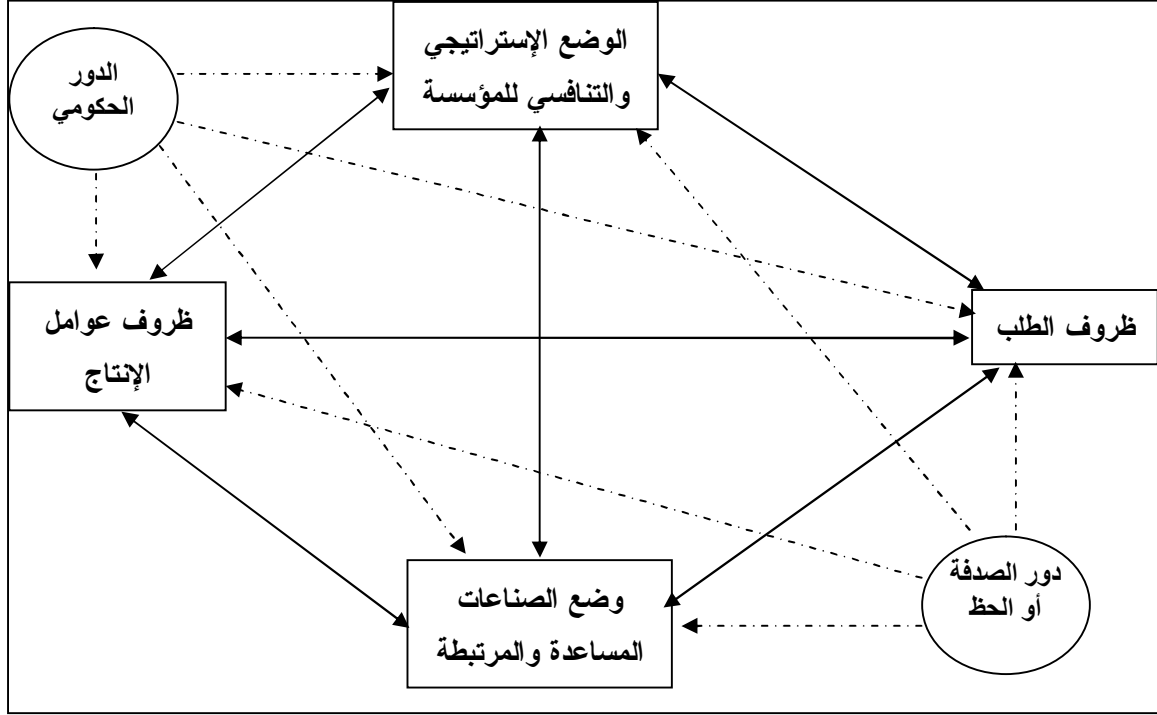 الوضع الإستراتيجي
والتنافسي للمؤسسة
الدور
الحكومي
ظروف الطلب
ظروف عوامل
الإنتاج
دور الصدفة
أو الحظ
وضع الصناعات
المساعدة والمرتبطة